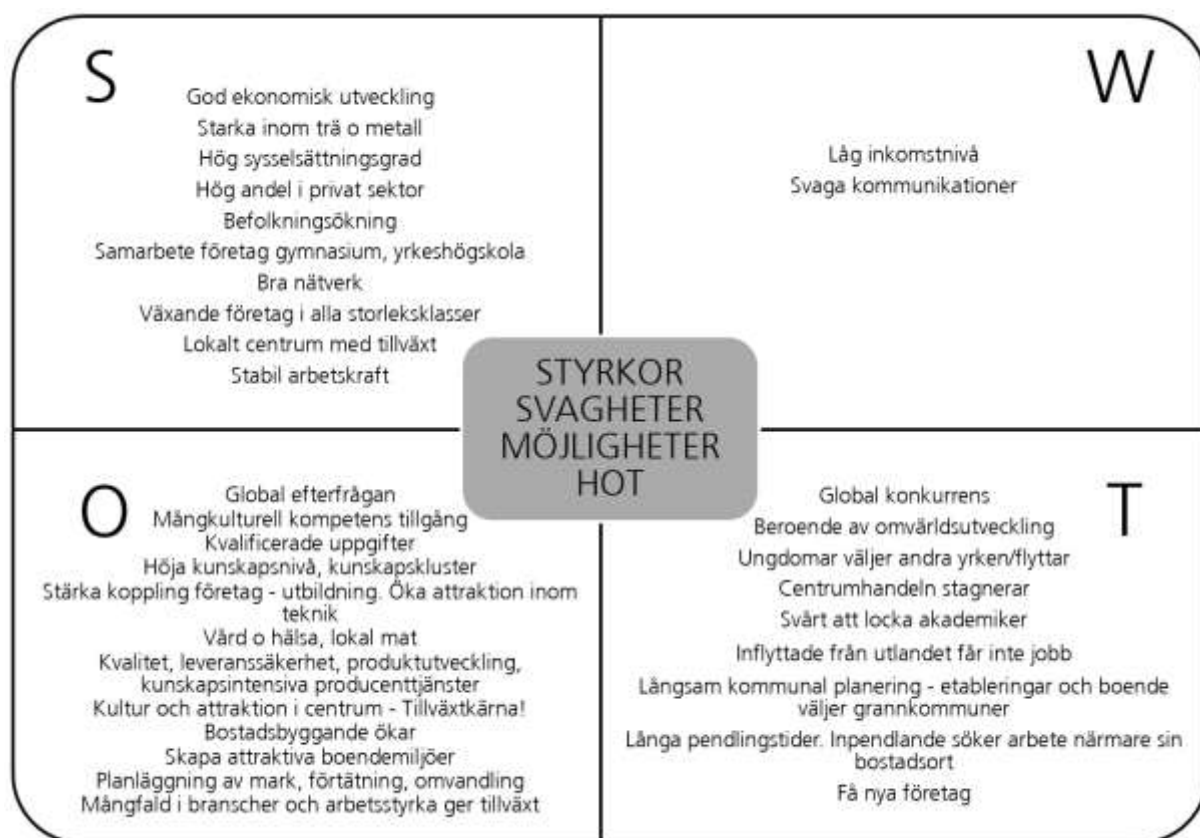 S
God ekonomisk utveckling
Starka inom trä o metall
Hög sysselsättningsgrad
Hög andel i privat sektor
Befolkningsökning
Samarbete företag gymnasium, yrkeshögskola
Bra nätverk
Växande företag i alla storleksklasser
Lokalt centrum med tillväxt
Stabil arbetskraft
W
Låg inkomstnivå
Svaga kommunikationer
STYRKOR
SVAGHETER
MÖJLIGHETER
HOT
O
Global efterfrågan
Mångkulturell kompetens tillgång
Kvalificerade uppgifter
Höja kunskapsnivå, kunskapskluster
Stärka koppling företag - utbildning. Öka attraktion inom
teknik
Vård o hälsa, lokal mat
Kvalitet, leveranssäkerhet, produktutveckling,
kunskapsintensiva producenttjänster
Kultur och attraktion i centrum - Tillväxtkärna!
Bostadsbyggande ökar
Skapa attraktiva boendemiljöer
Planläggning av mark, förtätning, omvandling
Mångfald i branscher och arbetsstyrka ger tillväxt
T
Global konkurrens
Beroende av omvärldsutveckling
Ungdomar väljer andra yrken/flyttar
Centrumhandeln stagnerar
Svårt att locka akademiker
Inflyttade från utlandet får inte jobb
Långsam kommunal planering - etableringar och boende
väljer grannkommuner
Långa pendlingstider. Inpendlande söker arbete närmare sin
bostadsort
Få nya företag